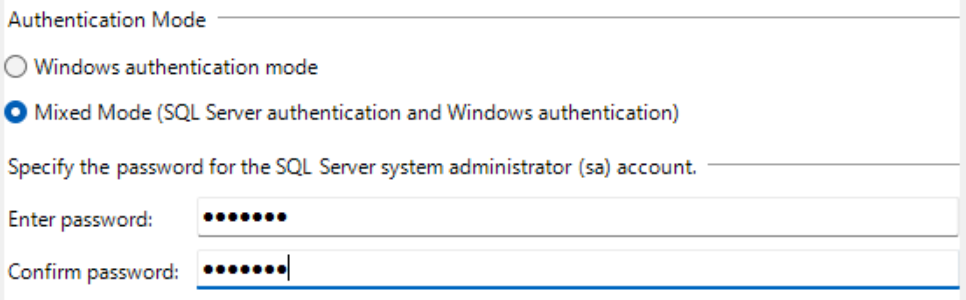 Authentication Mode
Windows authentication mode
Mixed Mode (SQL Server authentication and Windows authentication)
Specify the password for the SQL Server system administrator (sa) account.
Enter password: •••••••
Confirm password: •••••••